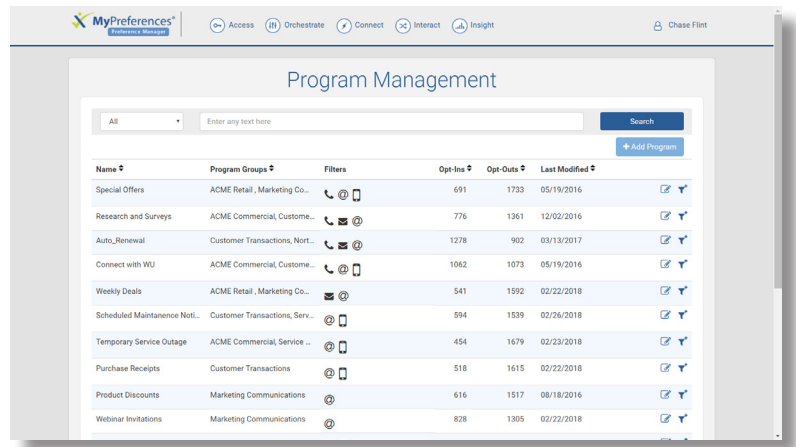 MyPreferences®
Preference Manager
Access Orchestrate Connect Interact Insight Chase Flint
Program Management
All Enter any text here Search
+ Add Program
Name Program Groups Filters Opt-Ins Opt-Outs Last Modified
Special Offers ACME Retail , Marketing Co... 691 1733 05/19/2016
Research and Surveys ACME Commercial, Custome... 776 1361 12/02/2016
Auto_Renewal Customer Transactions, Nort... 1278 902 03/13/2017
Connect with WU ACME Commercial, Custome... 1062 1073 05/19/2016
Weekly Deals ACME Retail , Marketing Co... 541 1592 02/22/2018
Scheduled Maintanence Noti... Customer Transactions, Serv... 594 1539 02/26/2018
Temporary Service Outage ACME Commercial, Service ... 454 1679 02/23/2018
Purchase Receipts Customer Transactions 518 1615 02/22/2018
Product Discounts Marketing Communications 616 1517 08/18/2016
Webinar Invitations Marketing Communications 828 1305 02/22/2018